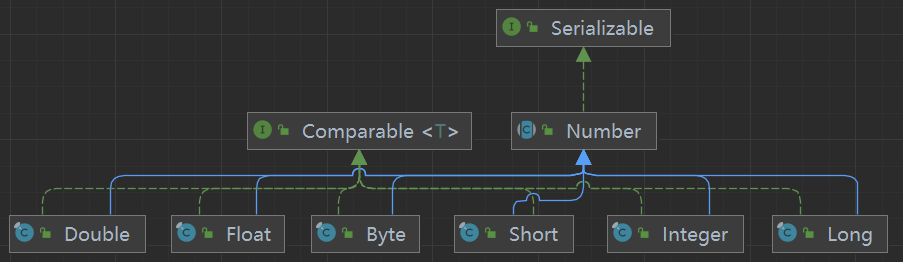 Serializable
Comparable <T>
Number
Double
Float
Byte
Short
Integer
Long